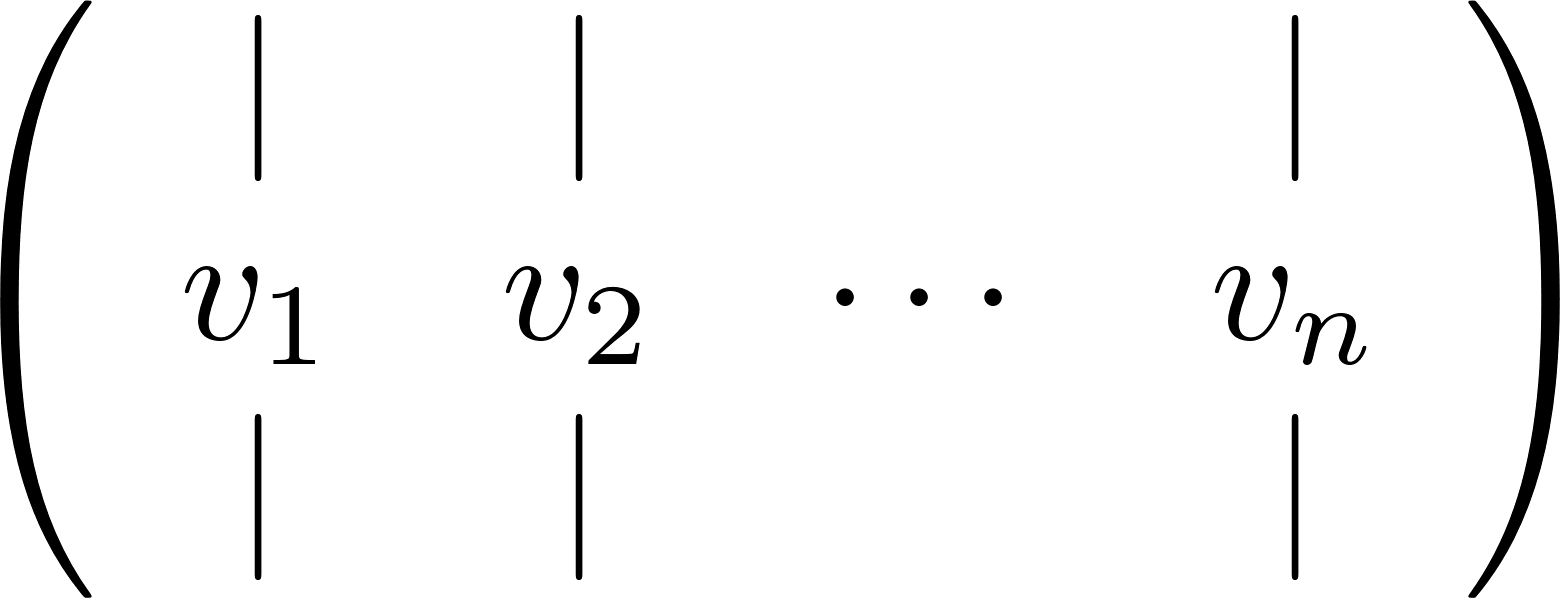 | | |
v₁ v₂ ⋯ vₙ
| | |